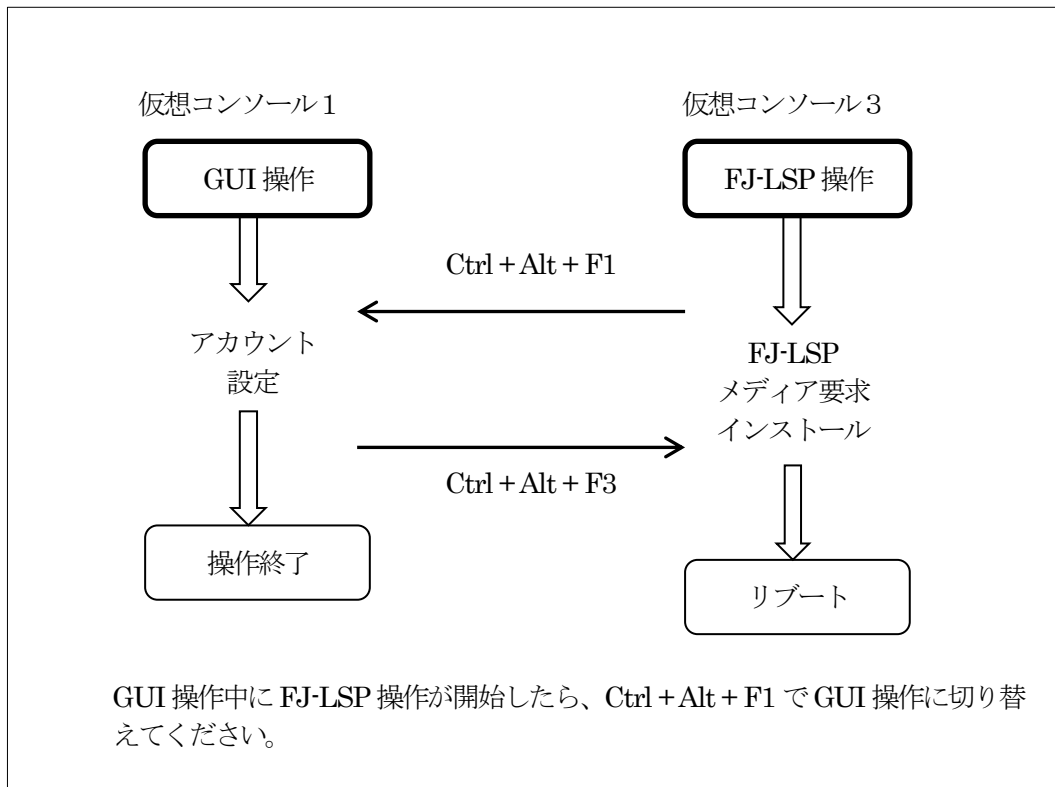 仮想コンソール１
仮想コンソール３
GUI 操作
FJ-LSP 操作
Ctrl + Alt + F1
アカウント
設定
FJ-LSP
メディア要求
インストール
Ctrl + Alt + F3
操作終了
リブート
GUI 操作中に FJ-LSP 操作が開始したら、Ctrl + Alt + F1 で GUI 操作に切り替
えてください。